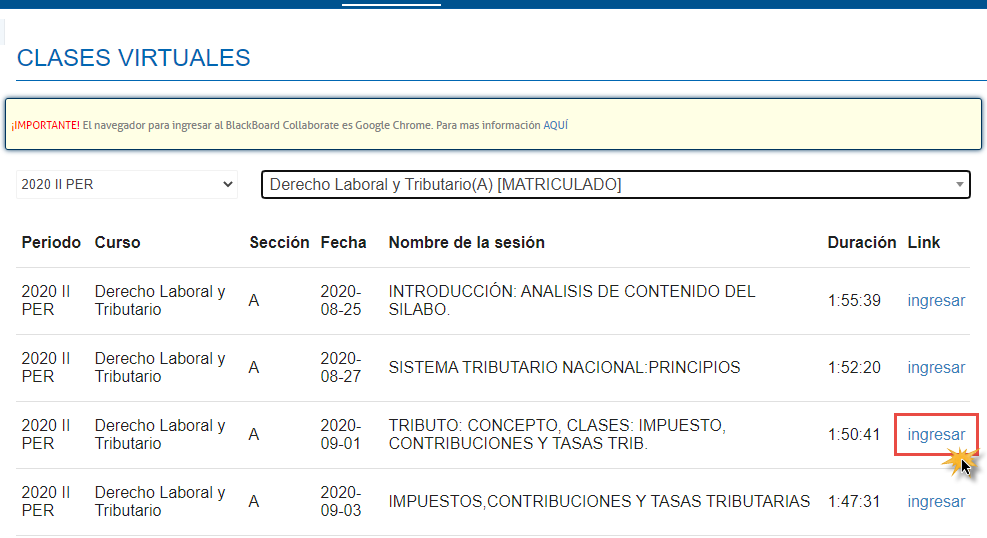 CLASES VIRTUALES
¡IMPORTANTE! El navegador para ingresar al BlackBoard Collaborate es Google Chrome. Para mas información AQUÍ
2020 II PER
Derecho Laboral y Tributario(A) [MATRICULADO]
Periodo Curso Sección Fecha Nombre de la sesión Duración Link
2020 II
PER
Derecho Laboral y
Tributario
A
2020-
08-25
INTRODUCCIÓN: ANALISIS DE CONTENIDO DEL
SILABO.
1:55:39
ingresar
2020 II
PER
Derecho Laboral y
Tributario
A
2020-
08-27
SISTEMA TRIBUTARIO NACIONAL:PRINCIPIOS
1:52:20
ingresar
2020 II
PER
Derecho Laboral y
Tributario
A
2020-
09-01
TRIBUTO: CONCEPTO, CLASES: IMPUESTO,
CONTRIBUCIONES Y TASAS TRIB.
1:50:41
ingresar
2020 II
PER
Derecho Laboral y
Tributario
A
2020-
09-03
IMPUESTOS,CONTRIBUCIONES Y TASAS TRIBUTARIAS
1:47:31
ingresar